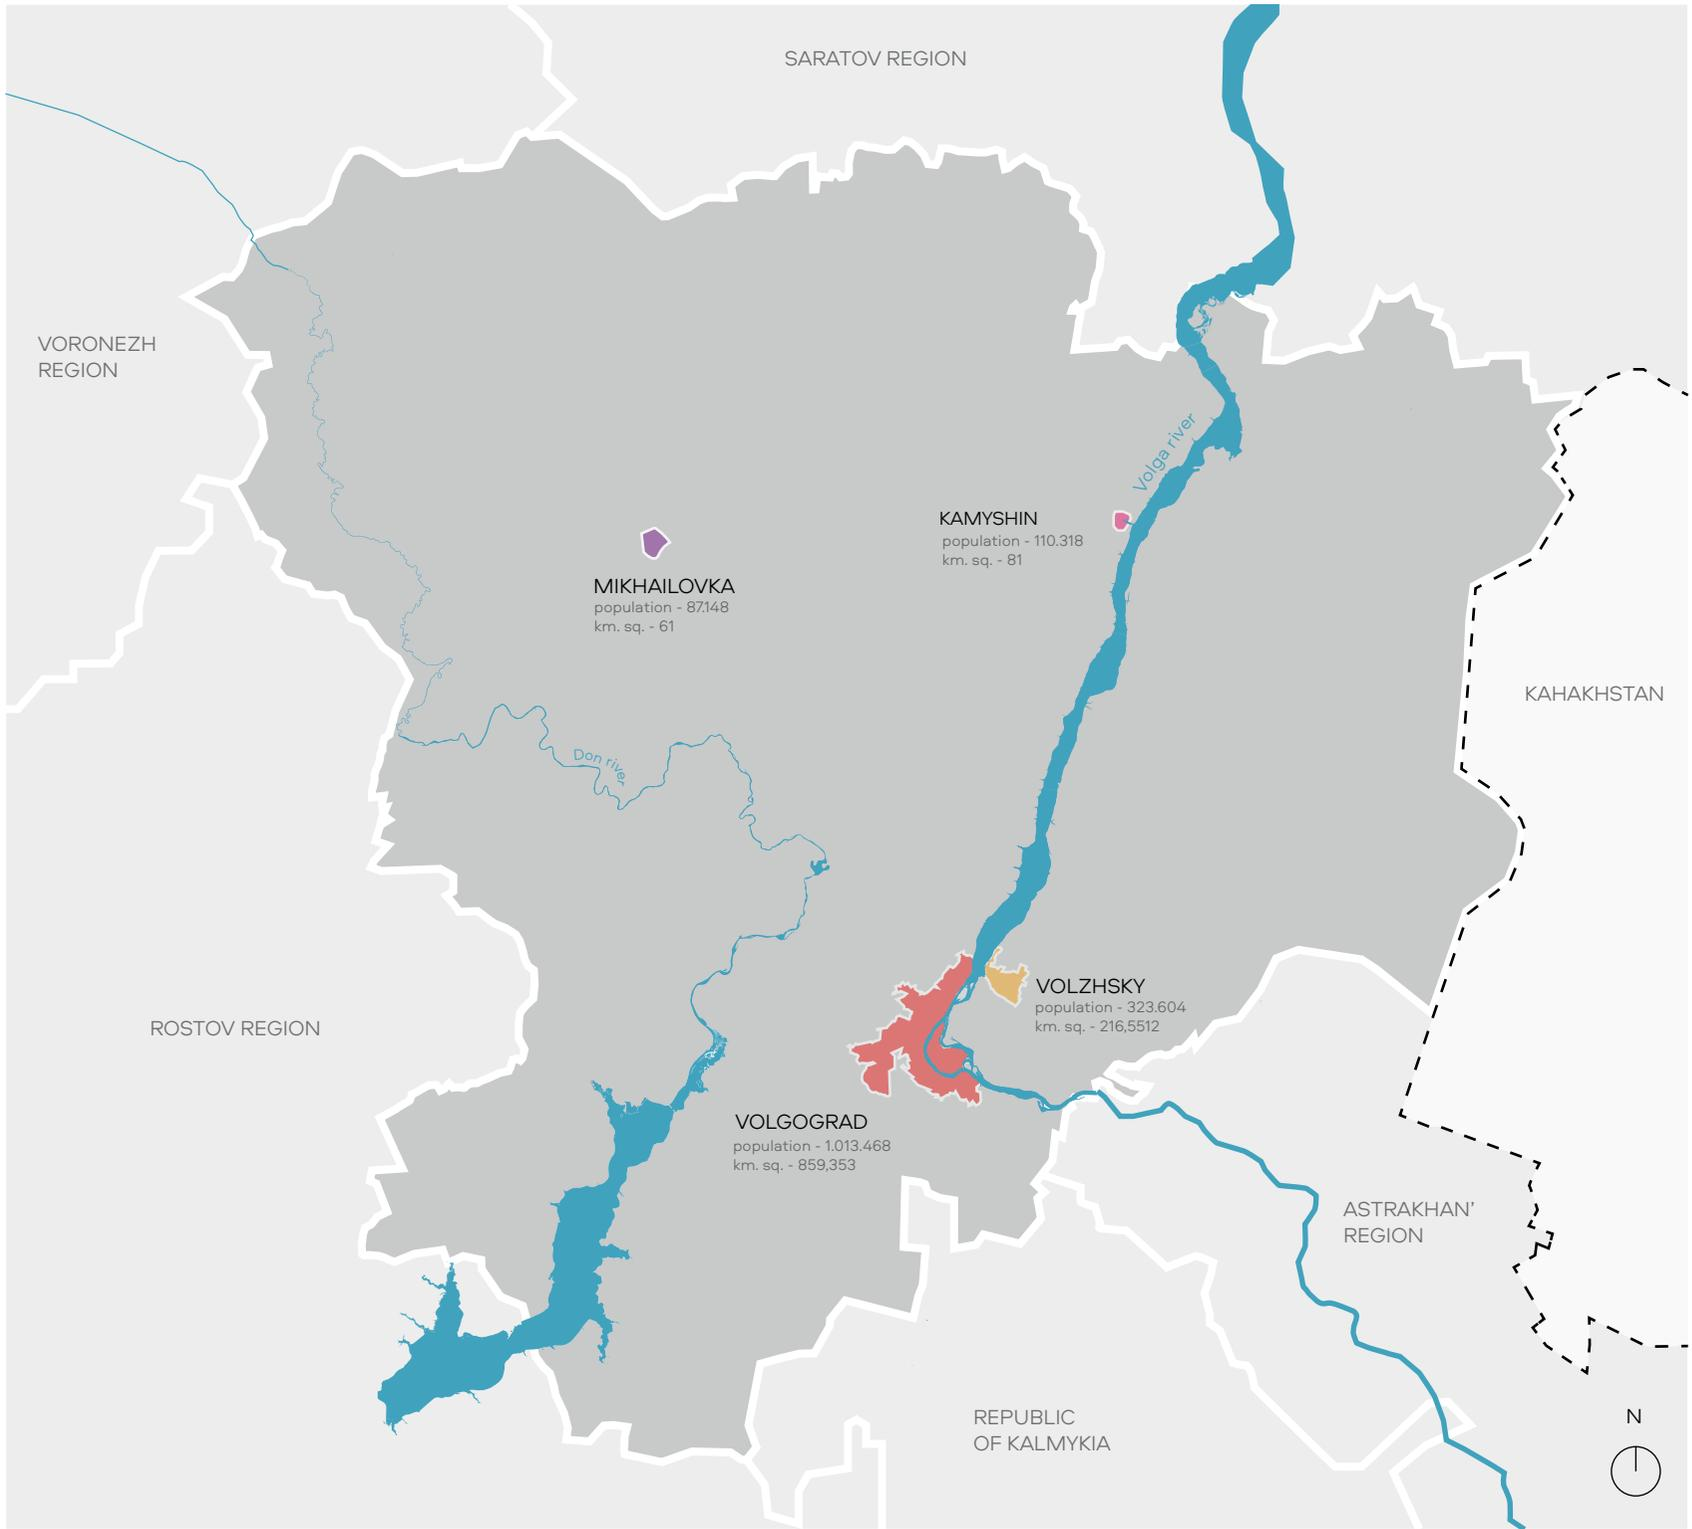 SARATOV REGION
VORONEZH
REGION
Volga river
KAMYSHIN
population - 110.318
km. sq. - 81
MIKHAILOVKA
population - 87.148
km. sq. - 61
KAHAKHSTAN
Don river
VOLZHSKY
population - 323.604
km. sq. - 216,5512
ROSTOV REGION
VOLGOGRAD
population - 1.013.468
km. sq. - 859,353
ASTRAKHAN'
REGION
REPUBLIC
OF KALMYKIA
N